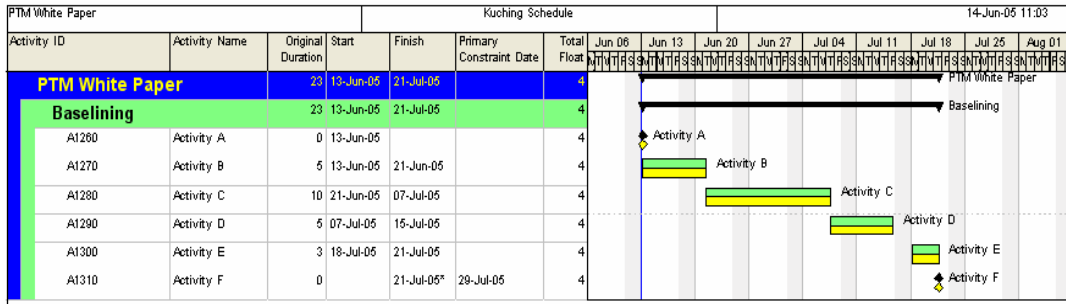 PTM White Paper Kuching Schedule 14-Jun-05 11:03
Activity ID Activity Name Original Duration Start Finish Primary Constraint Date Total Float Jun 06 Jun 13 Jun 20 Jun 27 Jul 04 Jul 11 Jul 18 Jul 25 Aug 01
PTM White Paper 23 13-Jun-05 21-Jul-05 4 PTM White Paper
Baselining 23 13-Jun-05 21-Jul-05 4 Baselining
A1260 Activity A 0 13-Jun-05 4 Activity A
A1270 Activity B 5 13-Jun-05 21-Jun-05 4 Activity B
A1280 Activity C 10 21-Jun-05 07-Jul-05 4 Activity C
A1290 Activity D 5 07-Jul-05 15-Jul-05 4 Activity D
A1300 Activity E 3 18-Jul-05 21-Jul-05 4 Activity E
A1310 Activity F 0 21-Jul-05* 29-Jul-05 4 Activity F